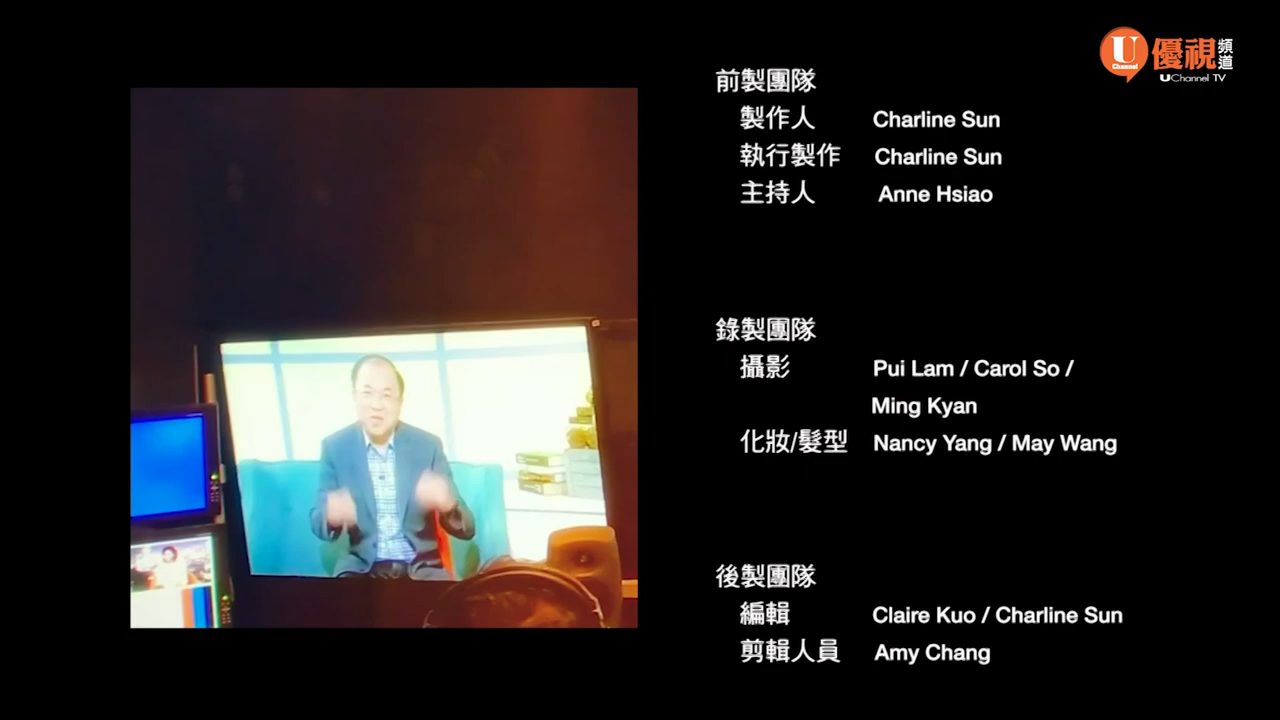 U
Channel
優視
頻道
UChannel TV
前製團隊
製作人 Charline Sun
執行製作 Charline Sun
主持人 Anne Hsiao
錄製團隊
攝影 Pui Lam / Carol So /
Ming Kyan
化妝/髮型 Nancy Yang / May Wang
後製團隊
編輯 Claire Kuo / Charline Sun
剪輯人員 Amy Chang